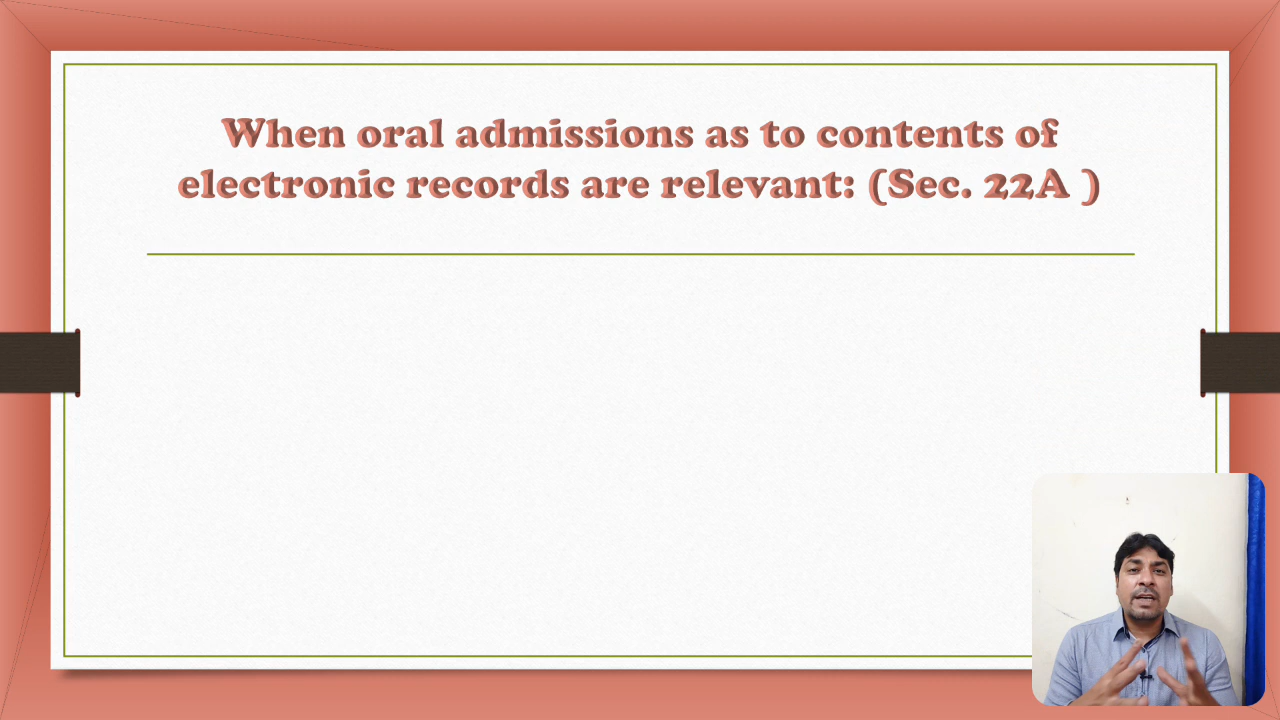 When oral admissions as to contents of
electronic records are relevant: (Sec. 22A )